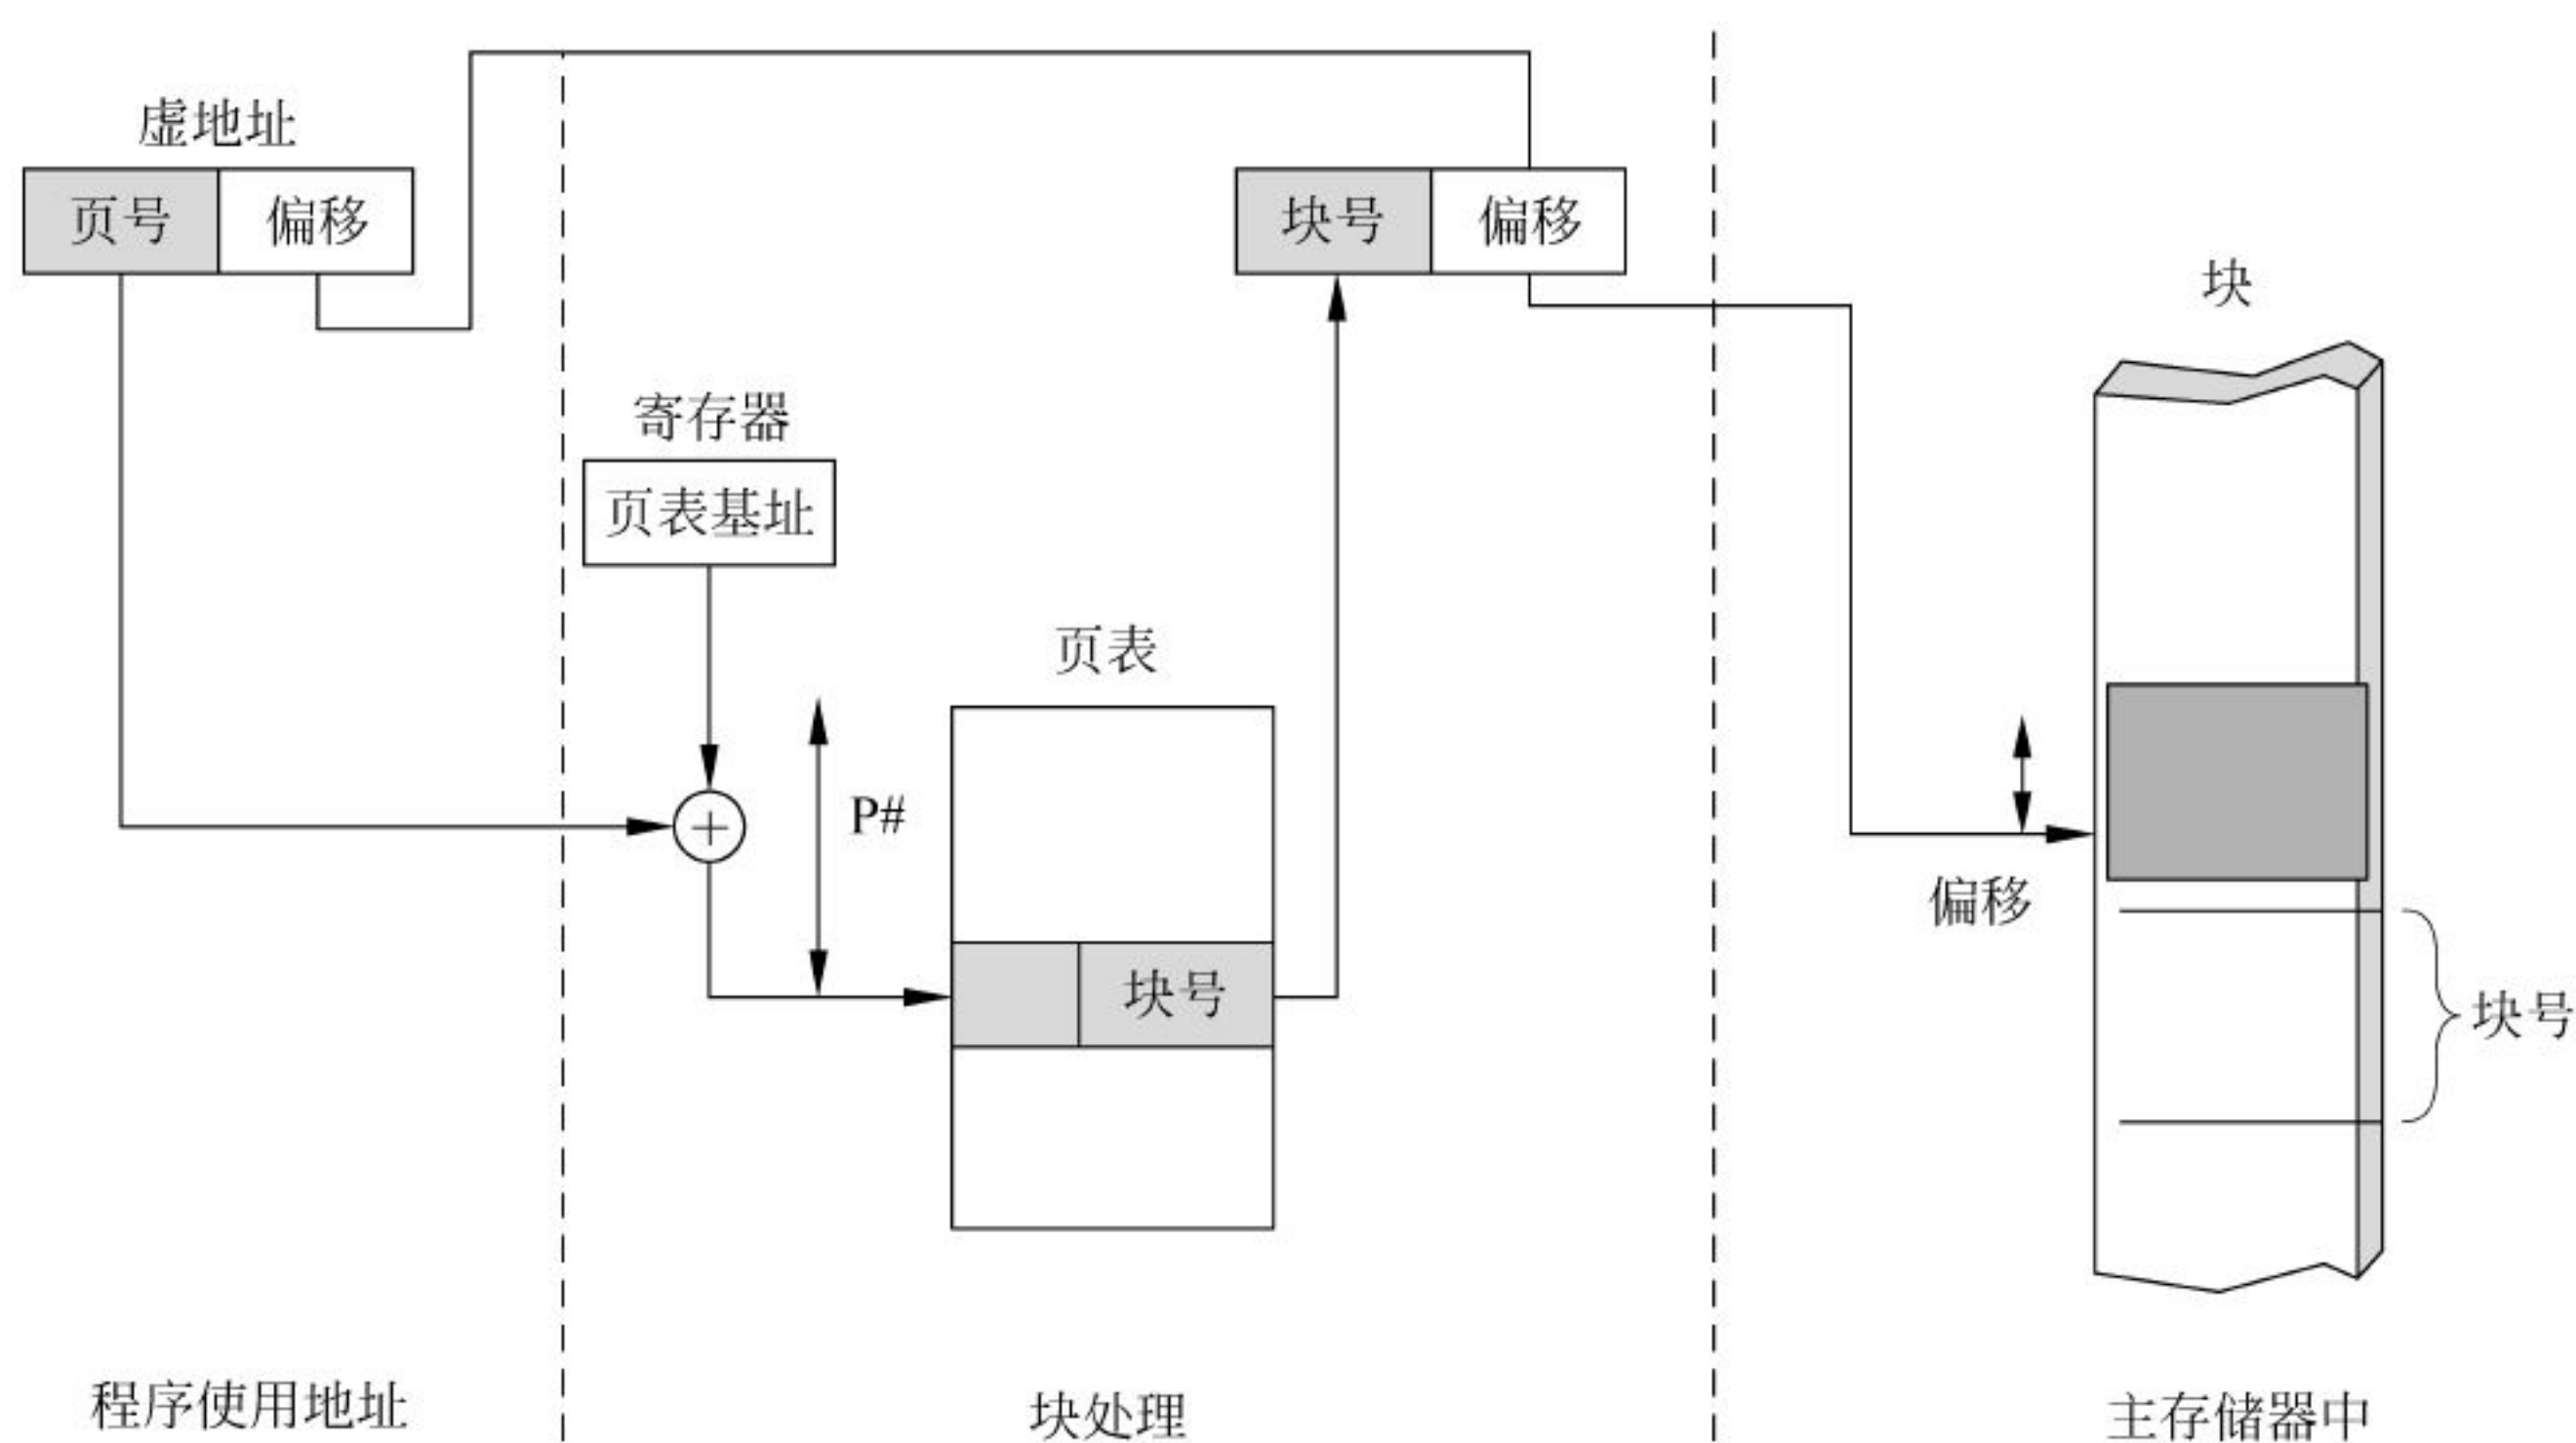 虚地址
页号
偏移
块号
偏移
块
寄存器
页表基址
页表
P#
块号
偏移
块号
程序使用地址
块处理
主存储器中